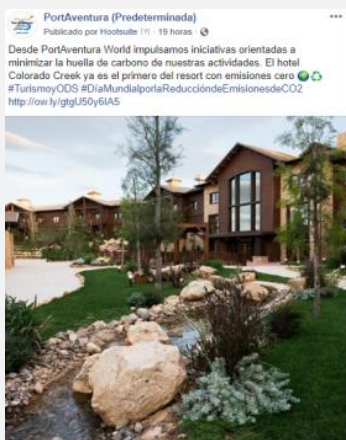 PortAventura (Predeterminada)
Publicado por Hootsuite [?] · 19 horas ·
Desde PortAventura World impulsamos iniciativas orientadas a
minimizar la huella de carbono de nuestras actividades. El hotel
Colorado Creek ya es el primero del resort con emisiones cero
#TurismoyODS #DíaMundialporlaReduccióndeEmisionesdeCO2
http://ow.ly/gtgU50y6IA5